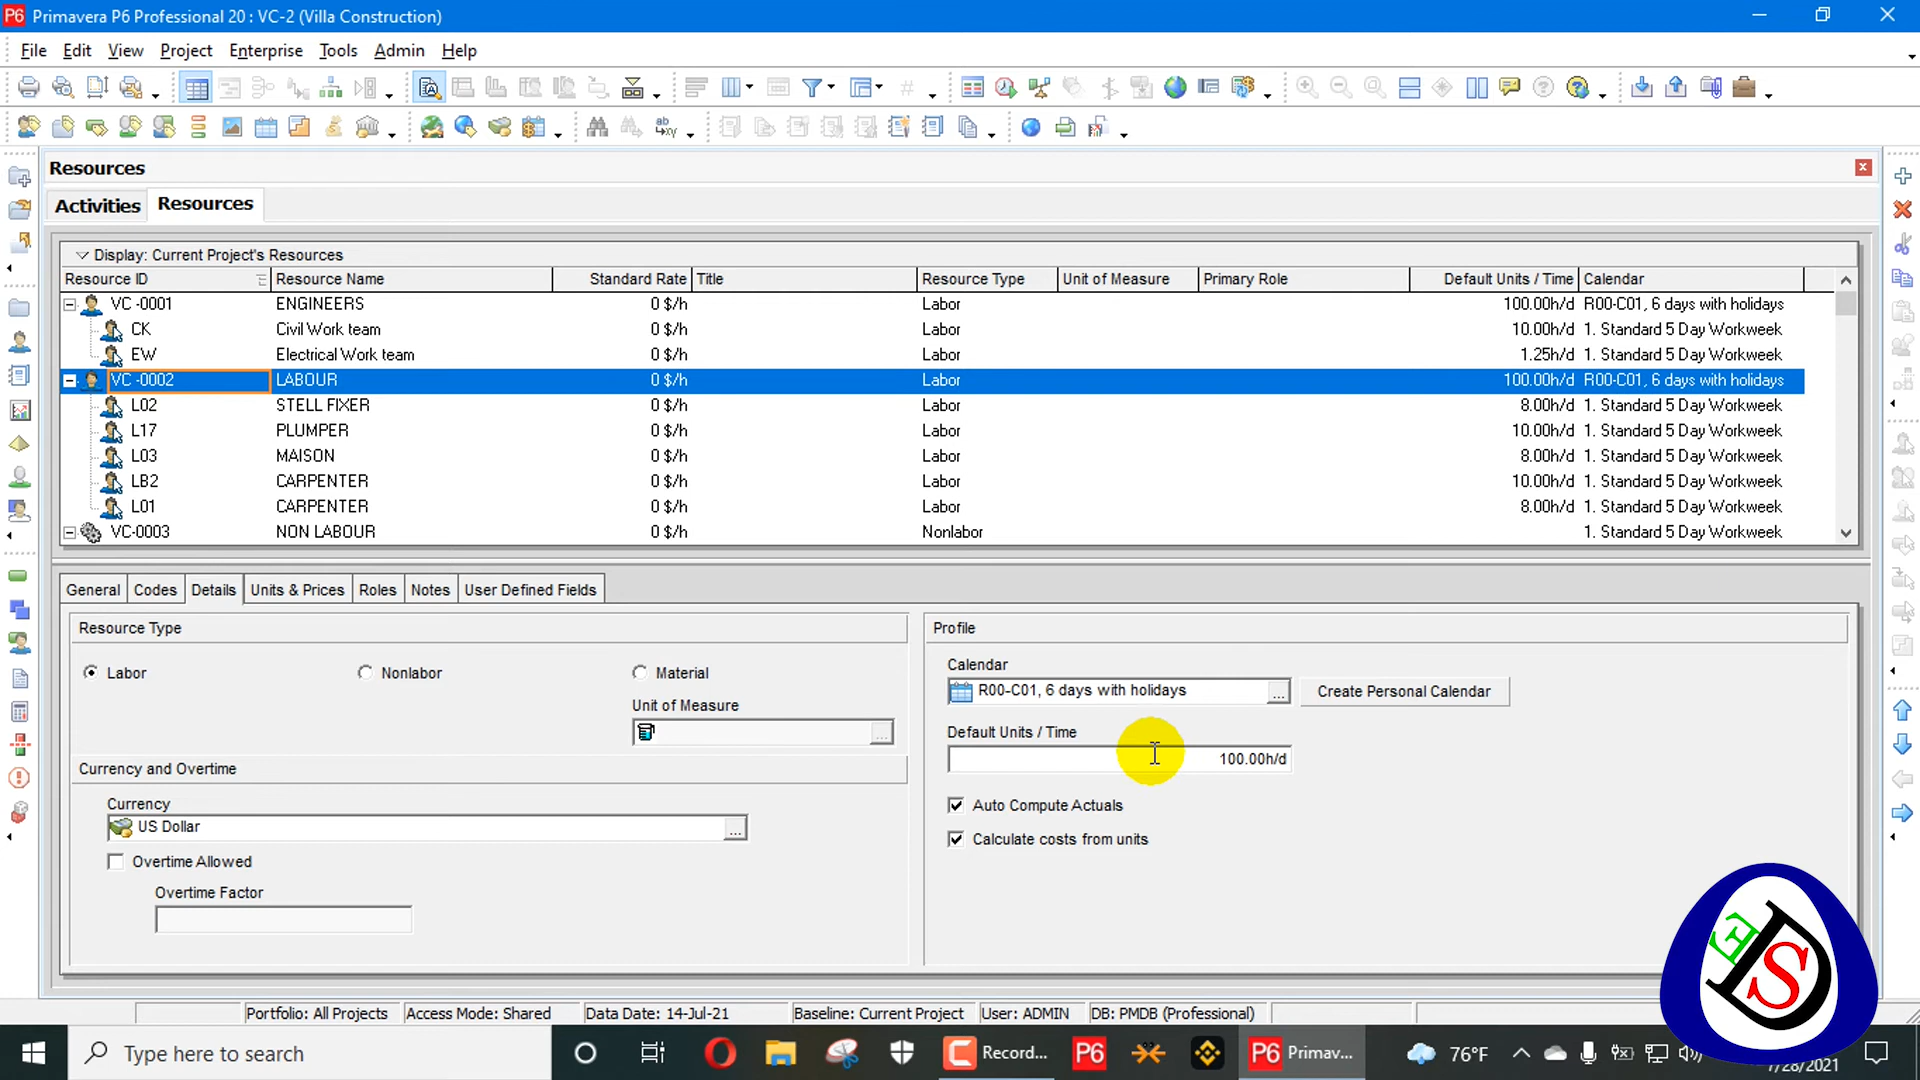 Primavera P6 Professional 20 : VC-2 (Villa Construction)
File Edit View Project Enterprise Tools Admin Help
Resources
Activities Resources
Display: Current Project's Resources
Resource ID Resource Name Standard Rate Title Resource Type Unit of Measure Primary Role Default Units / Time Calendar
VC -0001 ENGINEERS 0 $/h Labor 100.00h/d R00-C01, 6 days with holidays
CK Civil Work team 0 $/h Labor 10.00h/d 1. Standard 5 Day Workweek
EW Electrical Work team 0 $/h Labor 1.25h/d 1. Standard 5 Day Workweek
VC -0002 LABOUR 0 $/h Labor 100.00h/d R00-C01, 6 days with holidays
L02 STELL FIXER 0 $/h Labor 8.00h/d 1. Standard 5 Day Workweek
L17 PLUMPER 0 $/h Labor 10.00h/d 1. Standard 5 Day Workweek
L03 MAISON 0 $/h Labor 8.00h/d 1. Standard 5 Day Workweek
LB2 CARPENTER 0 $/h Labor 10.00h/d 1. Standard 5 Day Workweek
L01 CARPENTER 0 $/h Labor 8.00h/d 1. Standard 5 Day Workweek
VC-0003 NON LABOUR 0 $/h Nonlabor 1. Standard 5 Day Workweek
General Codes Details Units & Prices Roles Notes User Defined Fields
Resource Type
Labor Nonlabor Material
Unit of Measure
Currency and Overtime
Currency
US Dollar
Overtime Allowed
Overtime Factor
Profile
Calendar
R00-C01, 6 days with holidays ... Create Personal Calendar
Default Units / Time
100.00h/d
Auto Compute Actuals
Calculate costs from units
EDS
Portfolio: All Projects Access Mode: Shared Data Date: 14-Jul-21 Baseline: Current Project User: ADMIN DB: PMDB (Professional)
Type here to search Record... P6 P6 Primav... 76°F
7/28/2021